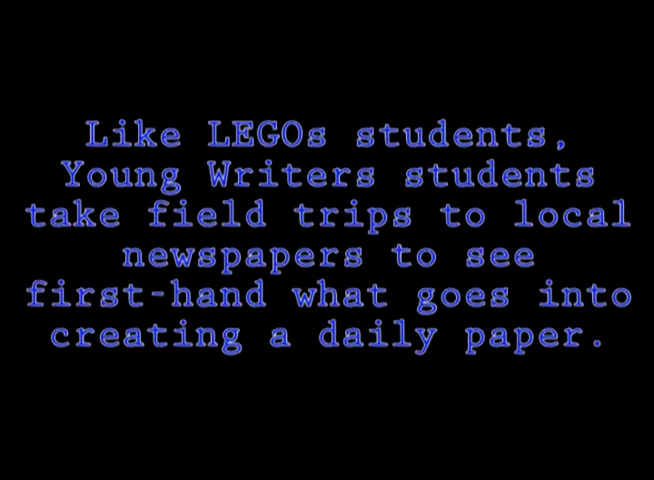 Like LEGOs students,
Young Writers students
take field trips to local
newspapers to see
first-hand what goes into
creating a daily paper.